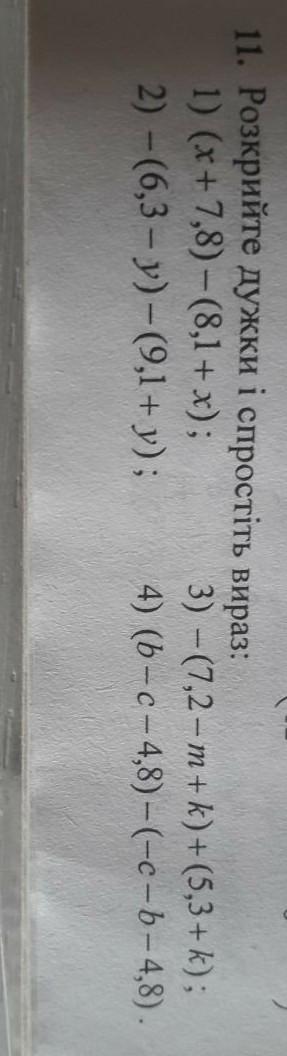 11. Розкрийте дужки і спростіть вираз:
1) (x + 7,8) – (8,1 + x); 3) –(7,2 – m + k) + (5,3 + k);
2) –(6,3 – y) – (9,1 + y); 4) (b – c – 4,8) – (–c – b – 4,8).